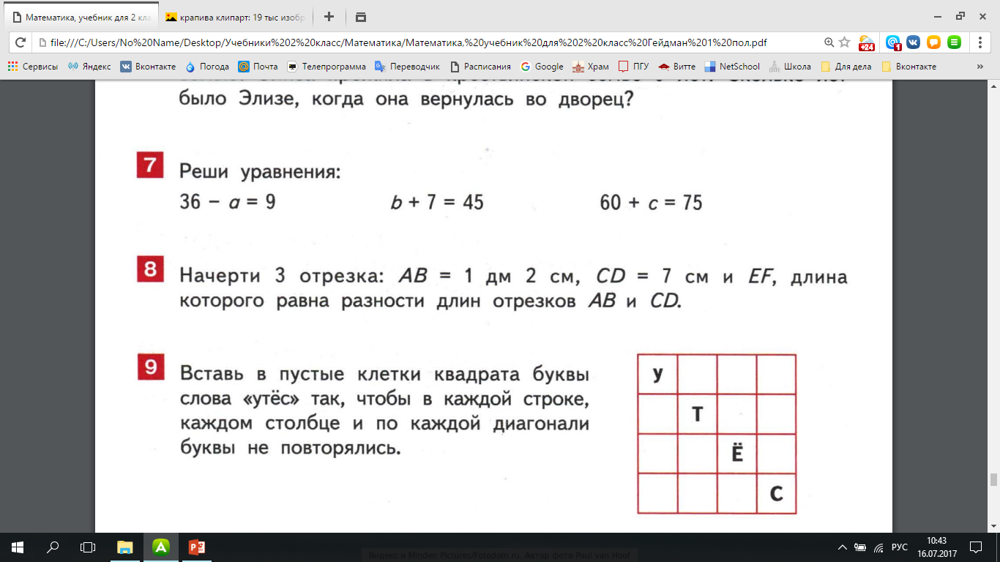 Математика, учебник для 2 кла
крапива клипарт: 19 тыс изобр
file:///C:/Users/No%20Name/Desktop/Учебники%202%20класс/Математика/Математика,%20учебник%20для%202%20класс%20Гейдман%201%20пол.pdf
+24
1
Сервисы Яндекс Вконтакте Погода Почта Телепрограмма Переводчик Расписания Google Храм ПГУ Витте NetSchool Школа Для дела Вконтакте »
было Элизе, когда она вернулась во дворец?
7 Реши уравнения:
36 − a = 9 b + 7 = 45 60 + c = 75
8 Начерти 3 отрезка: AB = 1 дм 2 см, CD = 7 см и EF, длина
которого равна разности длин отрезков AB и CD.
9 Вставь в пустые клетки квадрата буквы
слова «утёс» так, чтобы в каждой строке,
каждом столбце и по каждой диагонали
буквы не повторялись.
У
Т
Ё
С
Яндекс и Minden Pictures/Fotodom.ru. Автор фото Paul van Hoof
РУС
10:43
16.07.2017